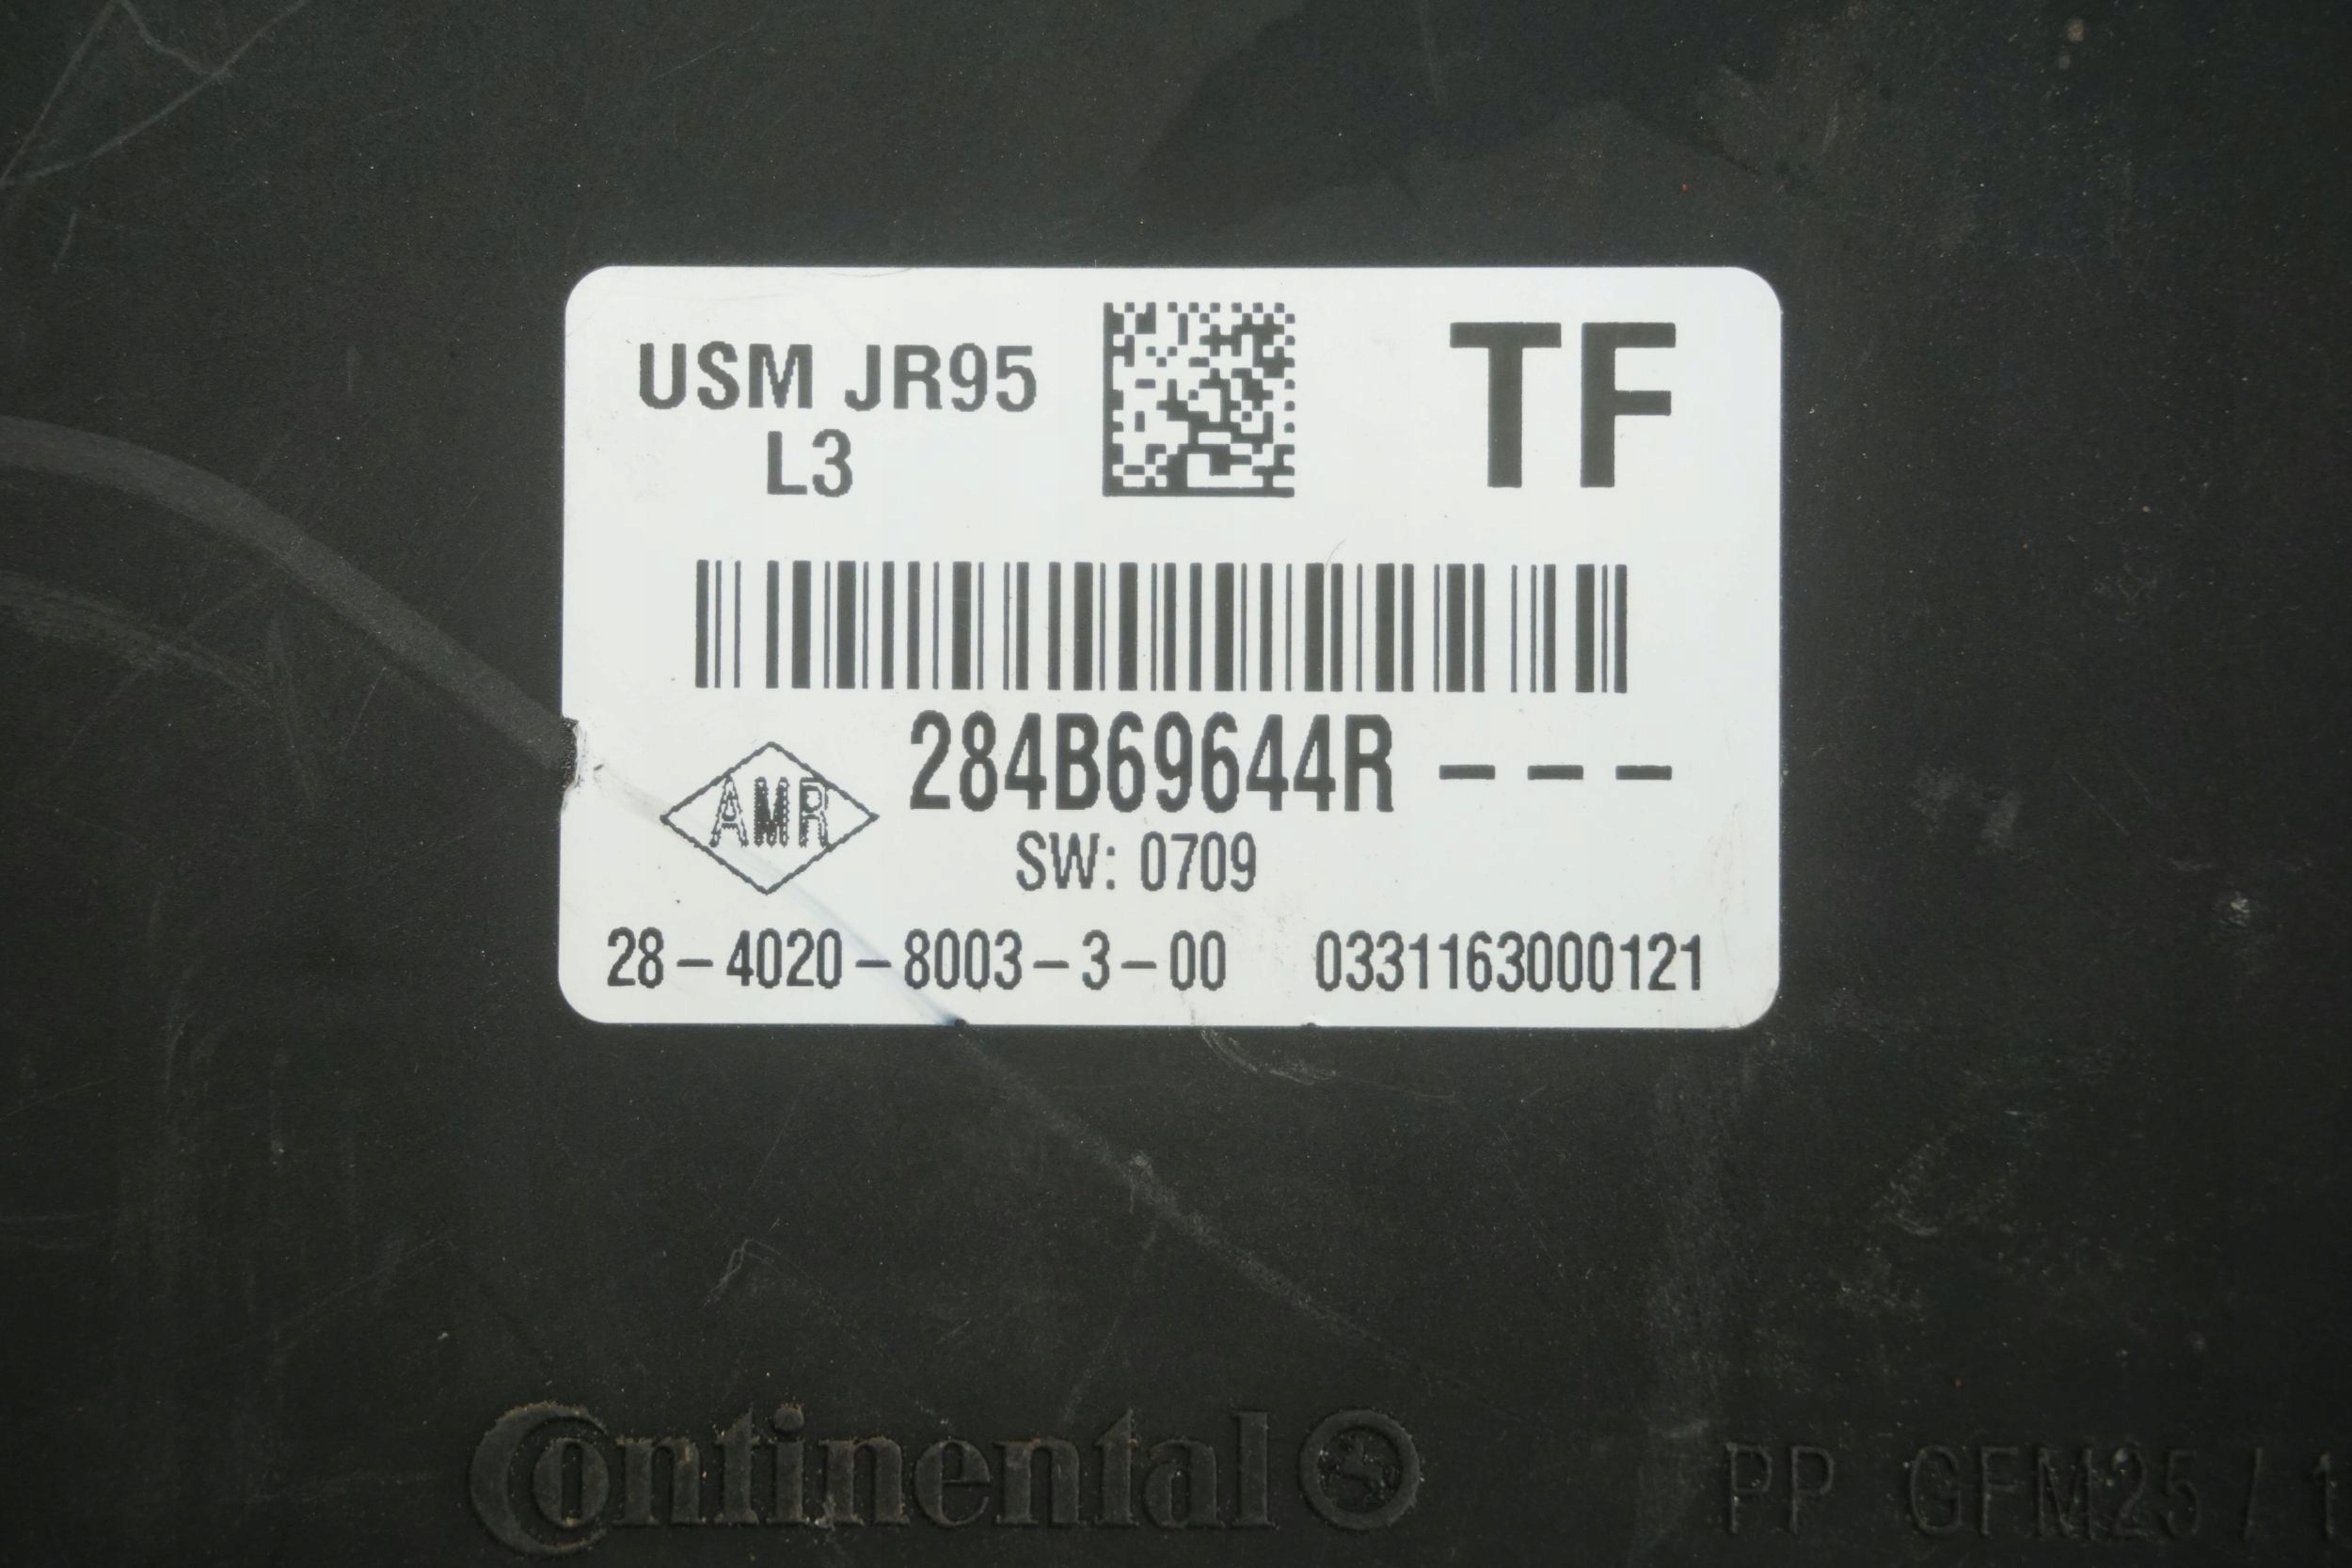 USM JR95
L3
TF
284B69644R – – –
AMR
SW: 0709
28–4020–8003–3–00 0331163000121
Continental
PP GFM25 / 1